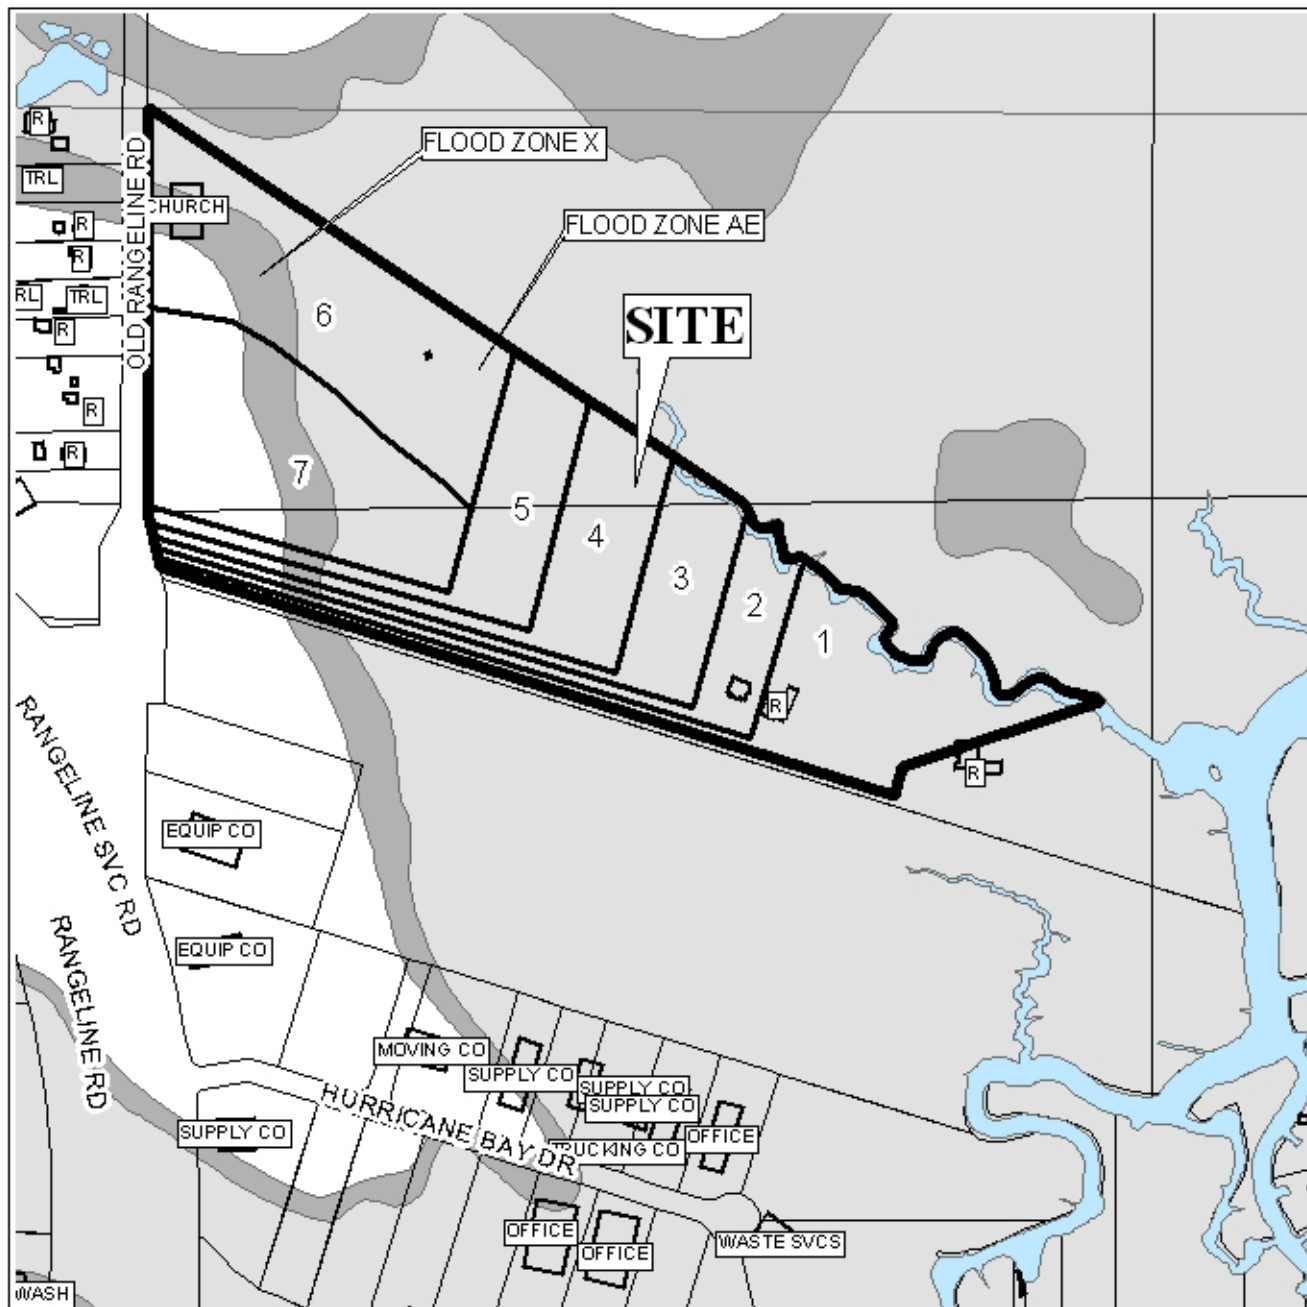 R
FLOOD ZONE X
TRL
CHURCH
OLD RANGELINE RD
R
FLOOD ZONE AE
R
RL
TRL
6
SITE
R
R
R
7
5
4
3
2
1
R
R
RANGELINE SVC RD
EQUIP CO
EQUIP CO
RANGELINE RD
MOVING CO
SUPPLY CO
SUPPLY CO
SUPPLY CO
HURRICANE BAY DR
SUPPLY CO
OFFICE
TRUCKING CO
OFFICE
OFFICE
WASTE SVCS
WASH